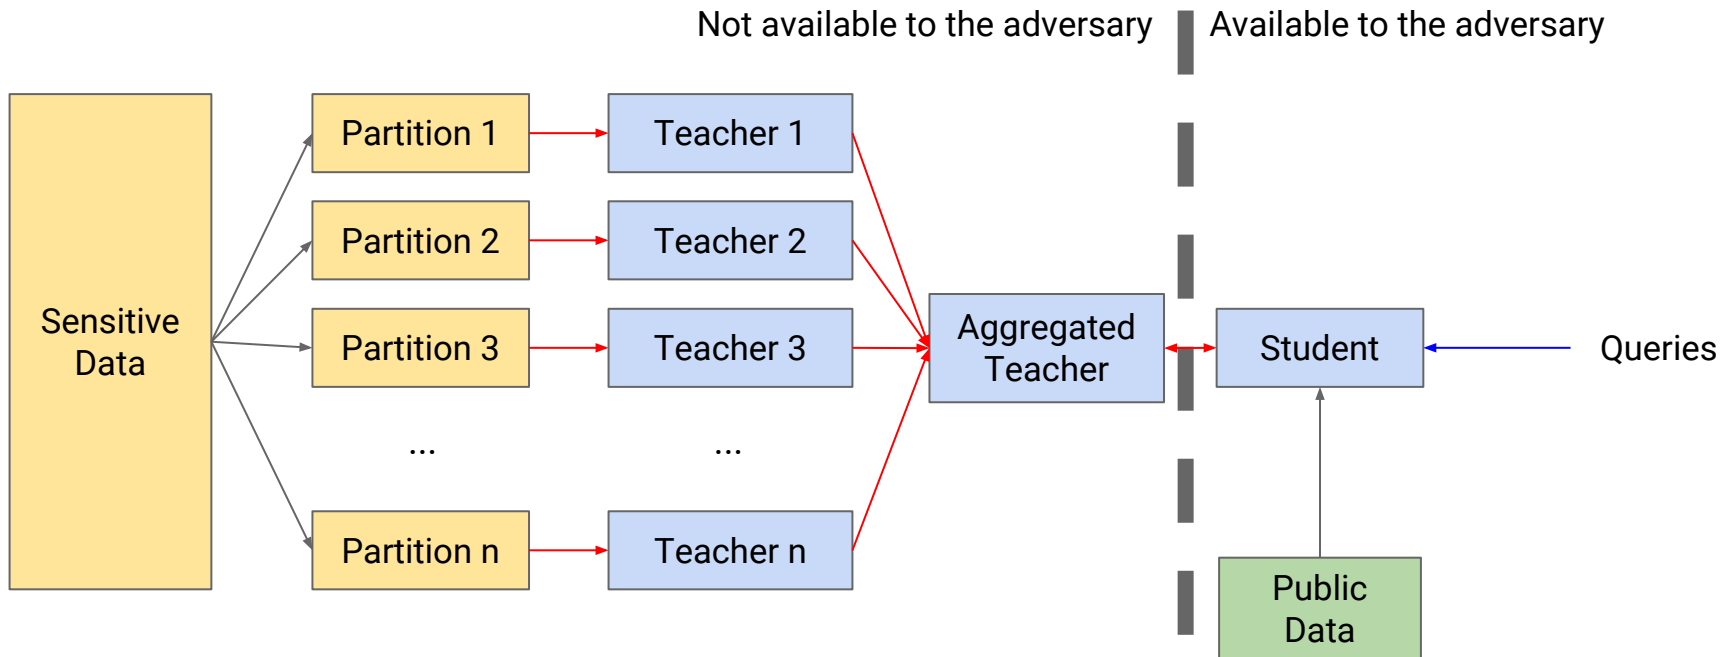 Not available to the adversary
Available to the adversary
Sensitive
Data
Partition 1
Teacher 1
Partition 2
Teacher 2
Partition 3
Teacher 3
...
...
Partition n
Teacher n
Aggregated
Teacher
Student
Queries
Public
Data